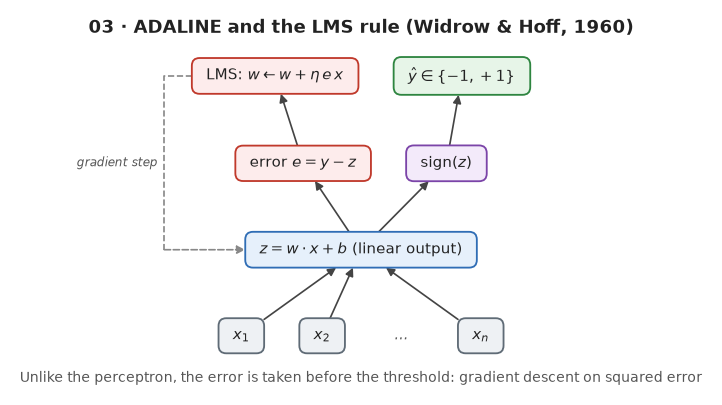 03 · ADALINE and the LMS rule (Widrow & Hoff, 1960)
LMS: w ← w + η e x
ŷ ∈ {−1, +1}
gradient step
error e = y − z
sign(z)
z = w · x + b (linear output)
x₁
x₂
...
xₙ
Unlike the perceptron, the error is taken before the threshold: gradient descent on squared error